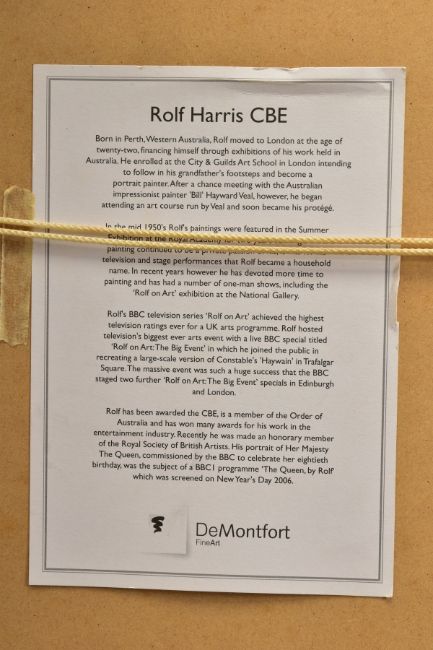 Rolf Harris CBE
Born in Perth, Western Australia, Rolf moved to London at the age of
twenty-two, financing himself through exhibitions of his work held in
Australia. He enrolled at the City & Guilds Art School in London intending
to follow in his grandfather's footsteps and become a
portrait painter. After a chance meeting with the Australian
impressionist painter 'Bill' Hayward Veal, however, he began
attending an art course run by Veal and soon became his protégé.
In the mid 1950's Rolf's paintings were featured in the Summer
Exhibition at the Royal Academy for
painting continued to be a private
television and stage performances that Rolf became a household
name. In recent years however he has devoted more time to
painting and has had a number of one-man shows, including the
'Rolf on Art' exhibition at the National Gallery.
Rolf's BBC television series 'Rolf on Art' achieved the highest
television ratings ever for a UK arts programme. Rolf hosted
television's biggest ever arts event with a live BBC special titled
'Rolf on Art: The Big Event' in which he joined the public in
recreating a large-scale version of Constable's 'Haywain' in Trafalgar
Square. The massive event was such a huge success that the BBC
staged two further 'Rolf on Art: The Big Event' specials in Edinburgh
and London.
Rolf has been awarded the CBE, is a member of the Order of
Australia and has won many awards for his work in the
entertainment industry. Recently he was made an honorary member
of the Royal Society of British Artists. His portrait of Her Majesty
The Queen, commissioned by the BBC to celebrate her eightieth
birthday, was the subject of a BBC1 programme 'The Queen, by Rolf'
which was screened on New Year's Day 2006.
DeMontfort
FineArt